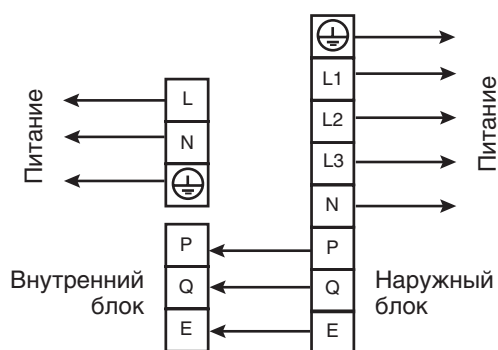 Питание
L
N
P
Q
E
Внутренний
блок
L1
L2
L3
N
P
Q
E
Питание
Наружный
блок